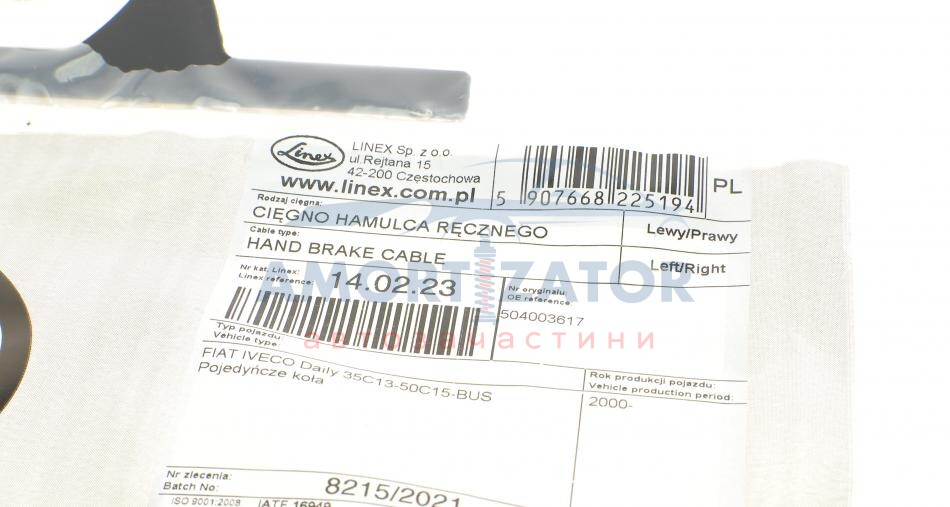 Linex
LINEX Sp. z o.o.
ul.Rejtana 15
42-200 Częstochowa
www.linex.com.pl
5 907668 225194
PL
Rodzaj cięgna:
CIĘGNO HAMULCA RĘCZNEGO
Lewy/Prawy
Cable type:
HAND BRAKE CABLE
Left/Right
Nr kat. Linex:
Linex reference:
14.02.23
Nr oryginału:
OE reference:
504003617
AMORTIZATOR
автозапчастини
Typ pojazdu:
Vehicle type:
FIAT IVECO Daily 35C13-50C15-BUS
Pojedyńcze koła
Rok produkcji pojazdu:
Vehicle production period:
2000-
Nr zlecenia:
Batch No:
8215/2021
ISO 9001:2008
IATF 16949